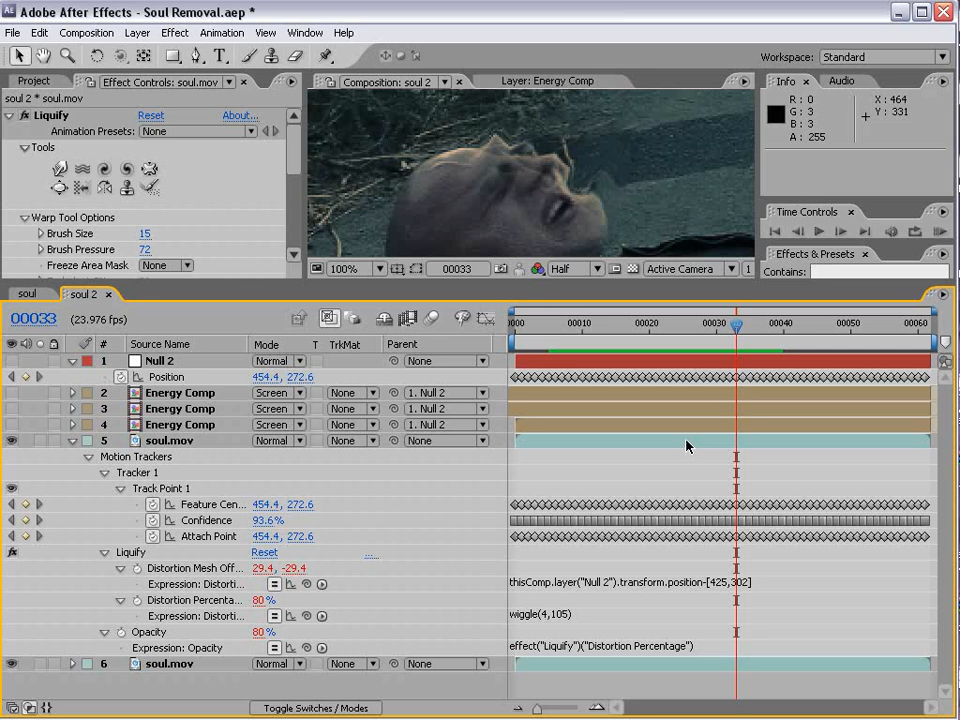 Adobe After Effects - Soul Removal.aep *
File Edit Composition Layer Effect Animation View Window Help
Workspace: Standard
Project Effect Controls: soul.mov Composition: soul 2 Layer: Energy Comp Info Audio
soul 2 * soul.mov
Liquify Reset About...
Animation Presets: None
Tools
Warp Tool Options
Brush Size 15
Brush Pressure 72
Freeze Area Mask None
R: 0 X: 464
G: 3 Y: 331
B: 3
A: 255
Time Controls
Effects & Presets
Contains:
100% 00033 Half Active Camera 1
soul soul 2
00033 (23.976 fps)
0000 00010 00020 00030 00040 00050 00060
# Source Name Mode T TrkMat Parent
1 Null 2 Normal None
Position 454.4, 272.6
2 Energy Comp Screen None 1. Null 2
3 Energy Comp Screen None 1. Null 2
4 Energy Comp Screen None 1. Null 2
5 soul.mov Normal None None
Motion Trackers
Tracker 1
Track Point 1
Feature Cen... 454.4, 272.6
Confidence 93.6%
Attach Point 454.4, 272.6
Liquify Reset ...
Distortion Mesh Off... 29.4, -29.4
Expression: Distorti... thisComp.layer("Null 2").transform.position-[425,302]
Distortion Percenta... 80 %
Expression: Distorti... wiggle(4,105)
Opacity 80 %
Expression: Opacity effect("Liquify")("Distortion Percentage")
6 soul.mov Normal None None
Toggle Switches / Modes